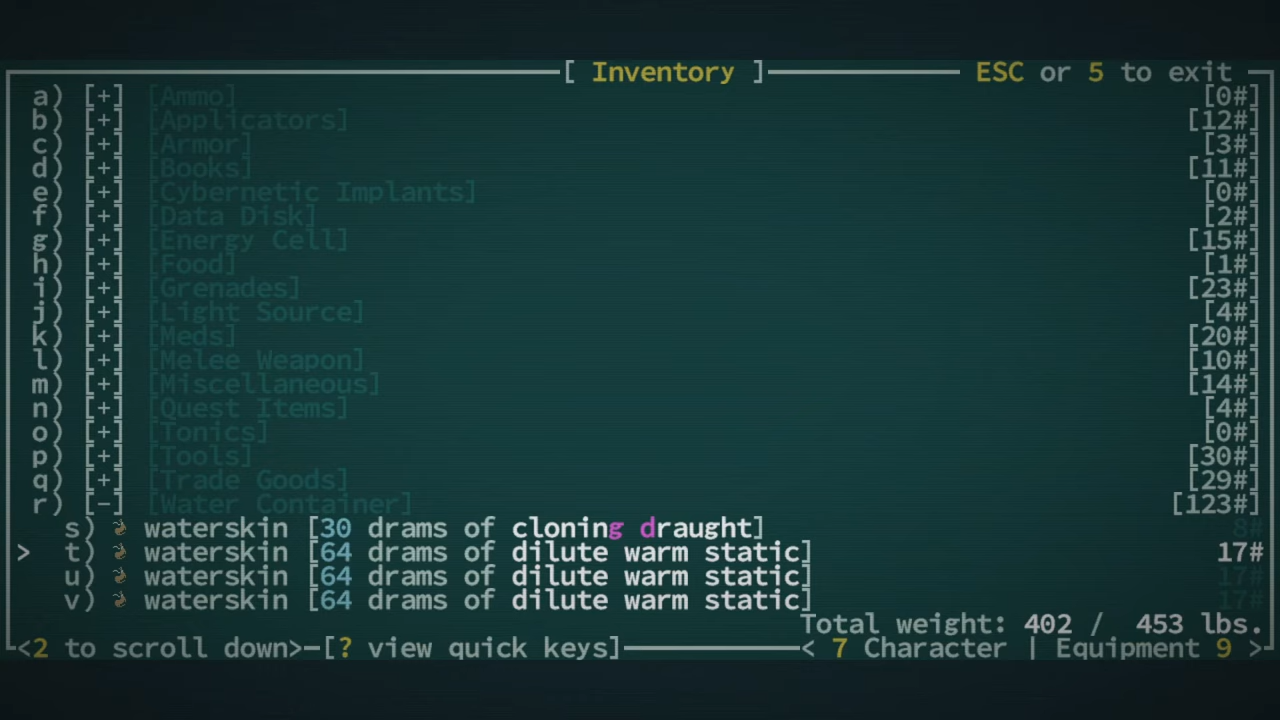 [ Inventory ] ESC or 5 to exit
a) [+] [Ammo] [0#]
b) [+] [Applicators] [12#]
c) [+] [Armor] [3#]
d) [+] [Books] [11#]
e) [+] [Cybernetic Implants] [0#]
f) [+] [Data Disk] [2#]
g) [+] [Energy Cell] [15#]
h) [+] [Food] [1#]
i) [+] [Grenades] [23#]
j) [+] [Light Source] [4#]
k) [+] [Meds] [20#]
l) [+] [Melee Weapon] [10#]
m) [+] [Miscellaneous] [14#]
n) [+] [Quest Items] [4#]
o) [+] [Tonics] [0#]
p) [+] [Tools] [30#]
q) [+] [Trade Goods] [29#]
r) [-] [Water Container] [123#]
s) waterskin [30 drams of cloning draught] 8#
> t) waterskin [64 drams of dilute warm static] 17#
u) waterskin [64 drams of dilute warm static] 17#
v) waterskin [64 drams of dilute warm static] 17#
Total weight: 402 / 453 lbs.
<2 to scroll down> [? view quick keys] < 7 Character | Equipment 9 >